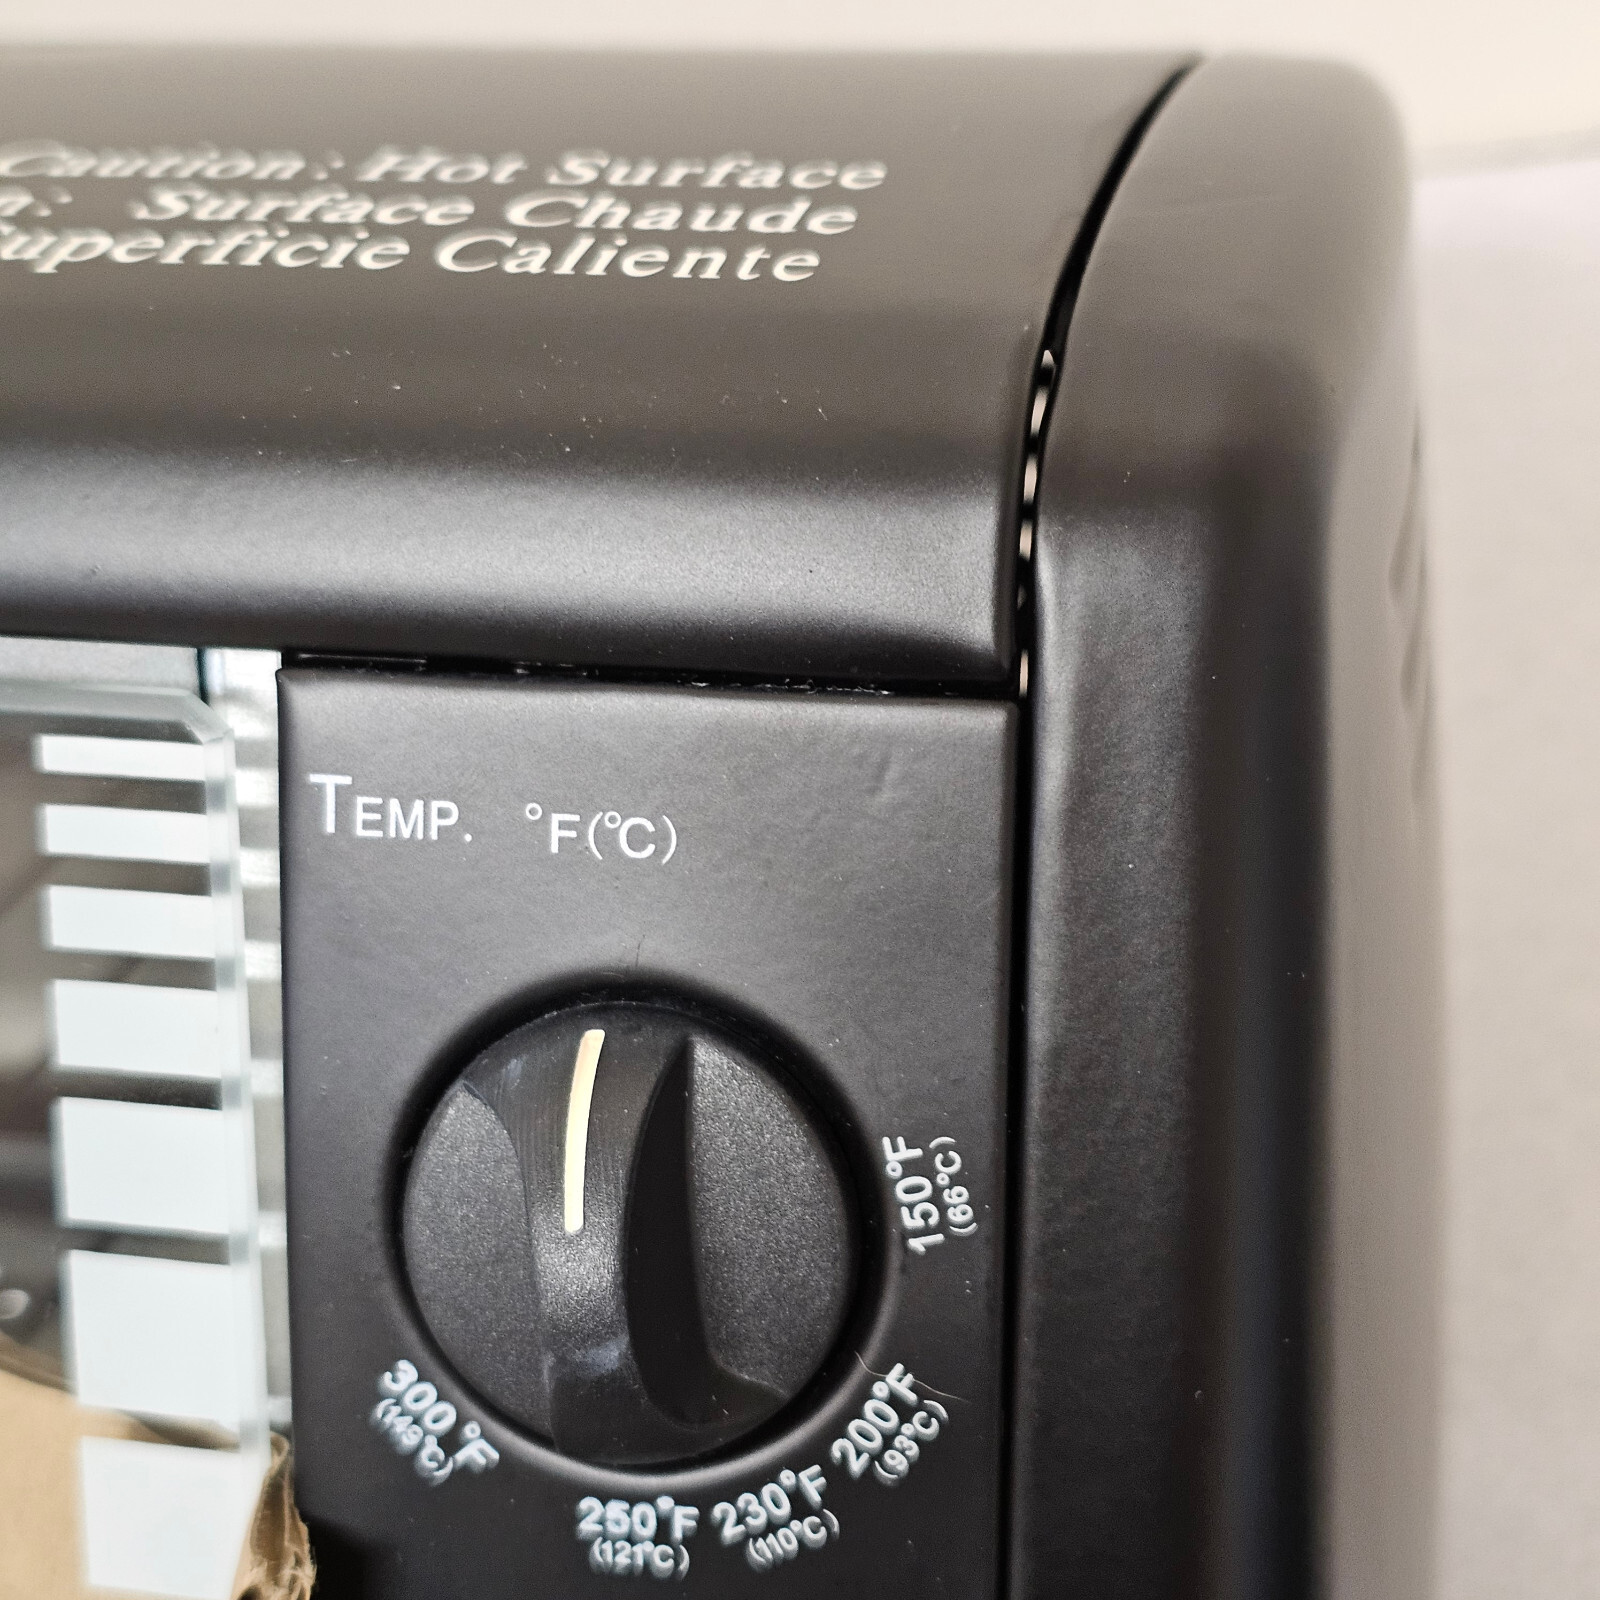 Caution: Hot Surface
n: Surface Chaude
Superficie Caliente
TEMP. °F(°C)
150°F
(66°C)
200°F
(93°C)
230°F
(110°C)
250°F
(121°C)
300°F
(149°C)